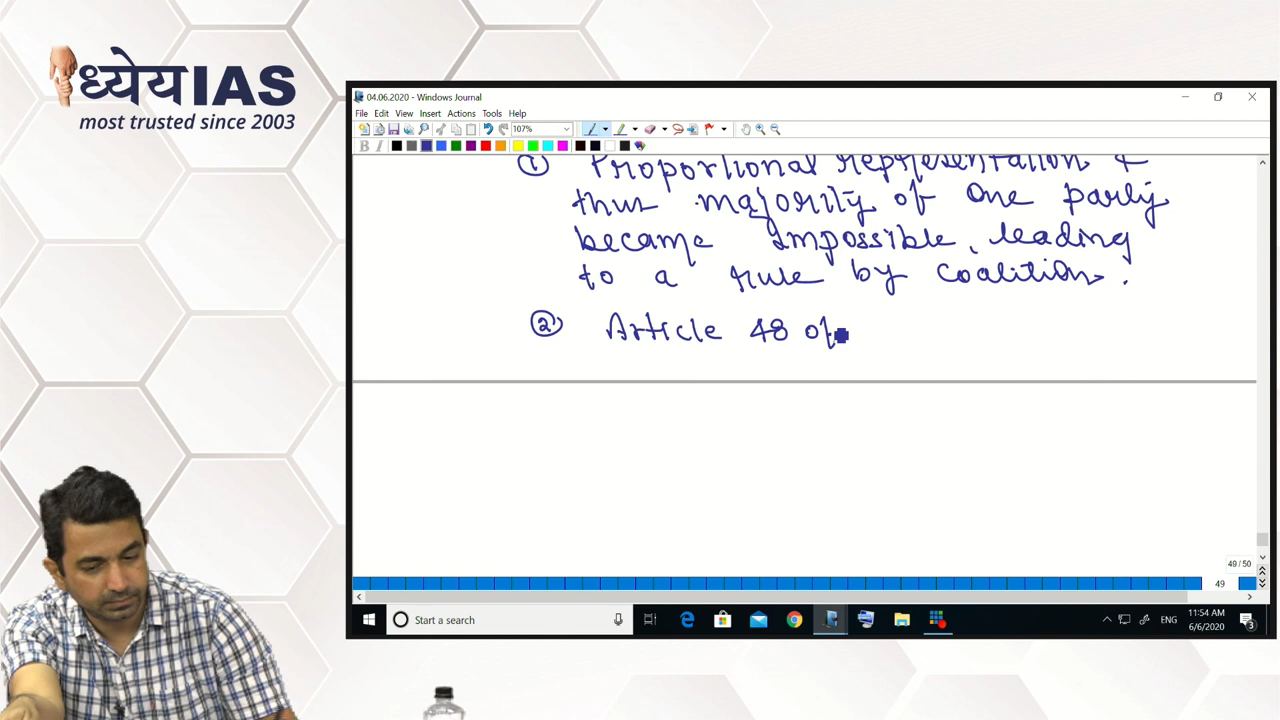 ध्येय IAS
most trusted since 2003
04.06.2020 - Windows Journal
File Edit View Insert Actions Tools Help
107%
B I
① Proportional representation &
thus majority of one party
became impossible, leading
to a rule by coalition.
② Article 48 of
49 / 50
49
Start a search
ENG
11:54 AM
6/6/2020
3